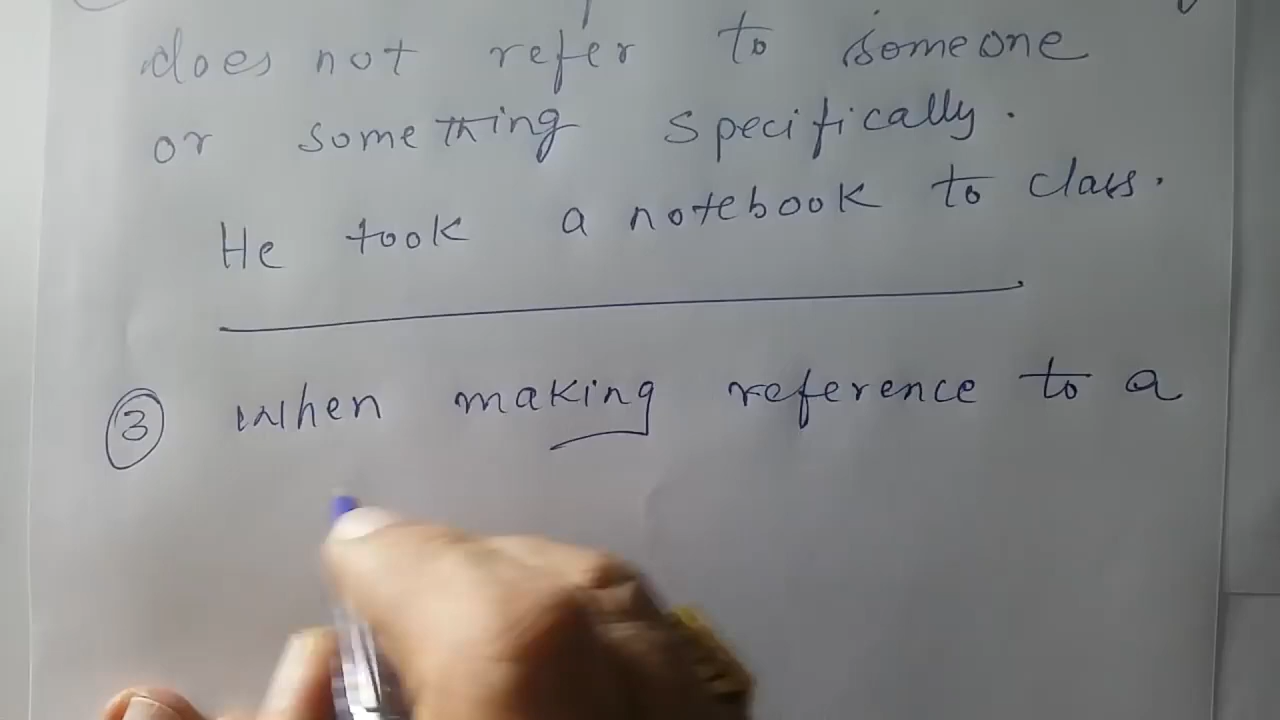 does not refer to someone
or something specifically.
He took a notebook to class.
3 When making reference to a